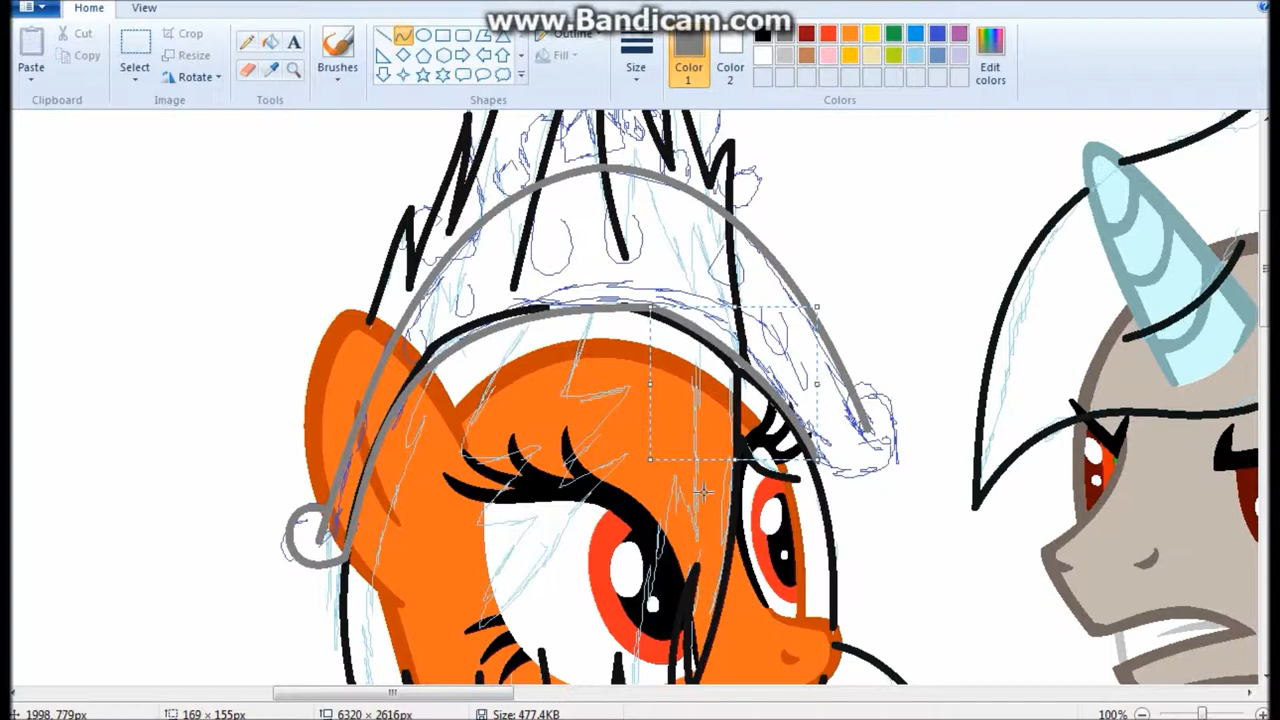 www.Bandicam.com
Home View
Paste
Cut
Copy
Clipboard
Select
Crop
Resize
Rotate
Image
A
Tools
Brushes
Outline
Fill
Shapes
Size
Color 1
Color 2
Edit colors
Colors
1998, 779px 169 × 155px 6320 × 2616px Size: 477.4KB 100%